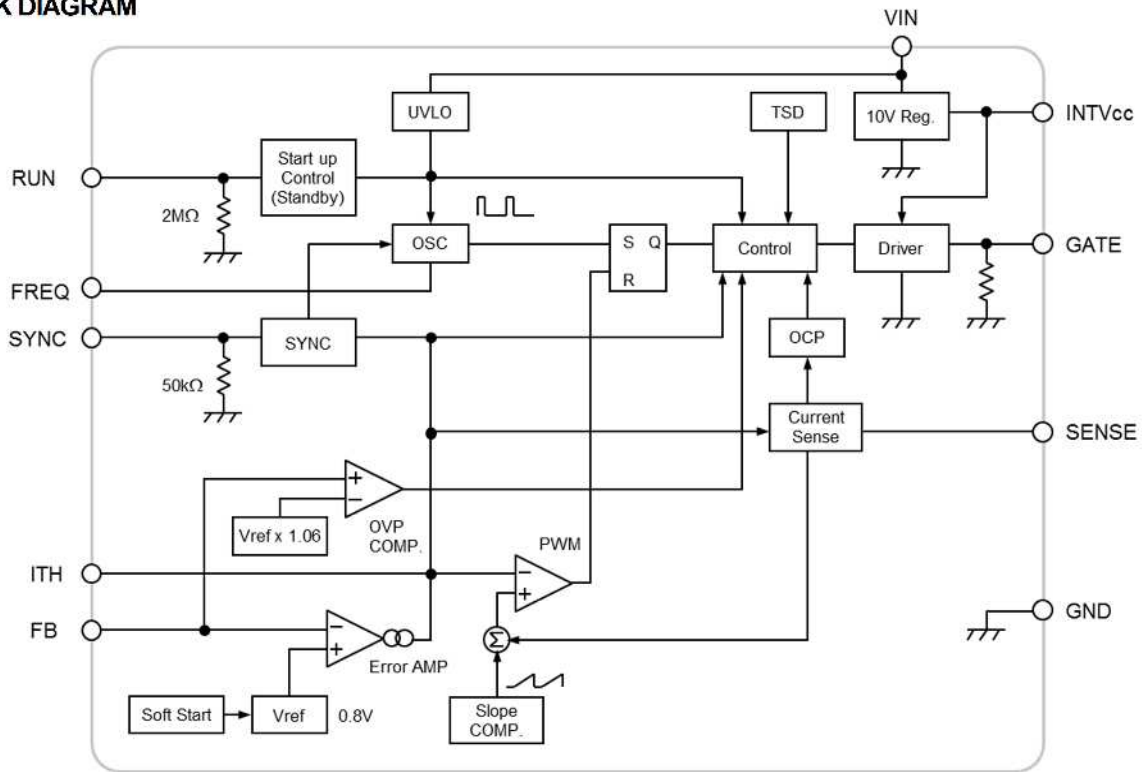 K DIAGRAM
VIN
UVLO
TSD
10V Reg.
INTVcc
RUN
Start up
Control
(Standby)
2MΩ
OSC
S Q
R
Control
Driver
GATE
FREQ
SYNC
SYNC
OCP
50kΩ
Current
Sense
SENSE
+
−
Vref x 1.06
OVP
COMP.
PWM
ITH
−
+
GND
FB
−
+
Σ
Error AMP
Soft Start
Vref
0.8V
Slope
COMP.